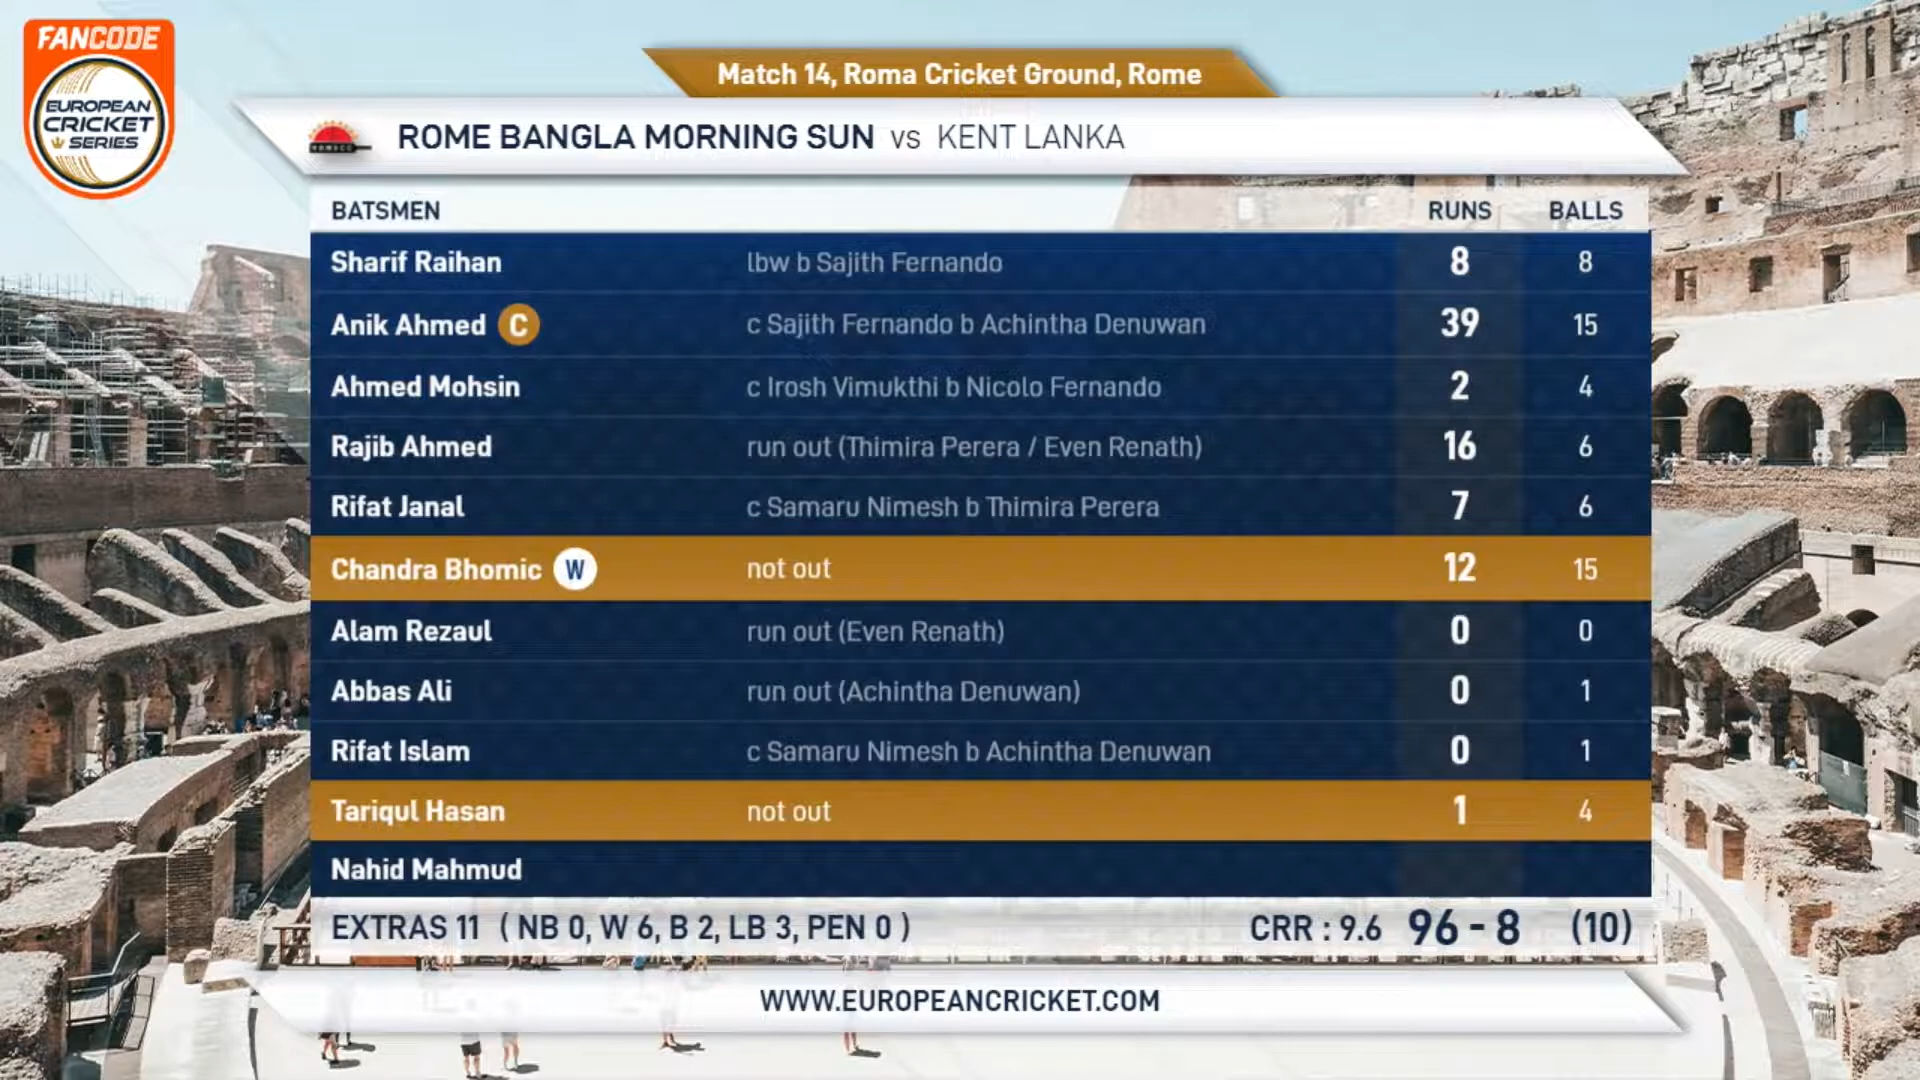 FANCODE
EUROPEAN
CRICKET
SERIES
Match 14, Roma Cricket Ground, Rome
ROME BANGLA MORNING SUN vs KENT LANKA
BATSMEN RUNS BALLS
Sharif Raihan lbw b Sajith Fernando 8 8
Anik Ahmed C c Sajith Fernando b Achintha Denuwan 39 15
Ahmed Mohsin c Irosh Vimukthi b Nicolo Fernando 2 4
Rajib Ahmed run out (Thimira Perera / Even Renath) 16 6
Rifat Janal c Samaru Nimesh b Thimira Perera 7 6
Chandra Bhomic W not out 12 15
Alam Rezaul run out (Even Renath) 0 0
Abbas Ali run out (Achintha Denuwan) 0 1
Rifat Islam c Samaru Nimesh b Achintha Denuwan 0 1
Tariqul Hasan not out 1 4
Nahid Mahmud
EXTRAS 11 ( NB 0, W 6, B 2, LB 3, PEN 0 ) CRR : 9.6 96 - 8 (10)
WWW.EUROPEANCRICKET.COM